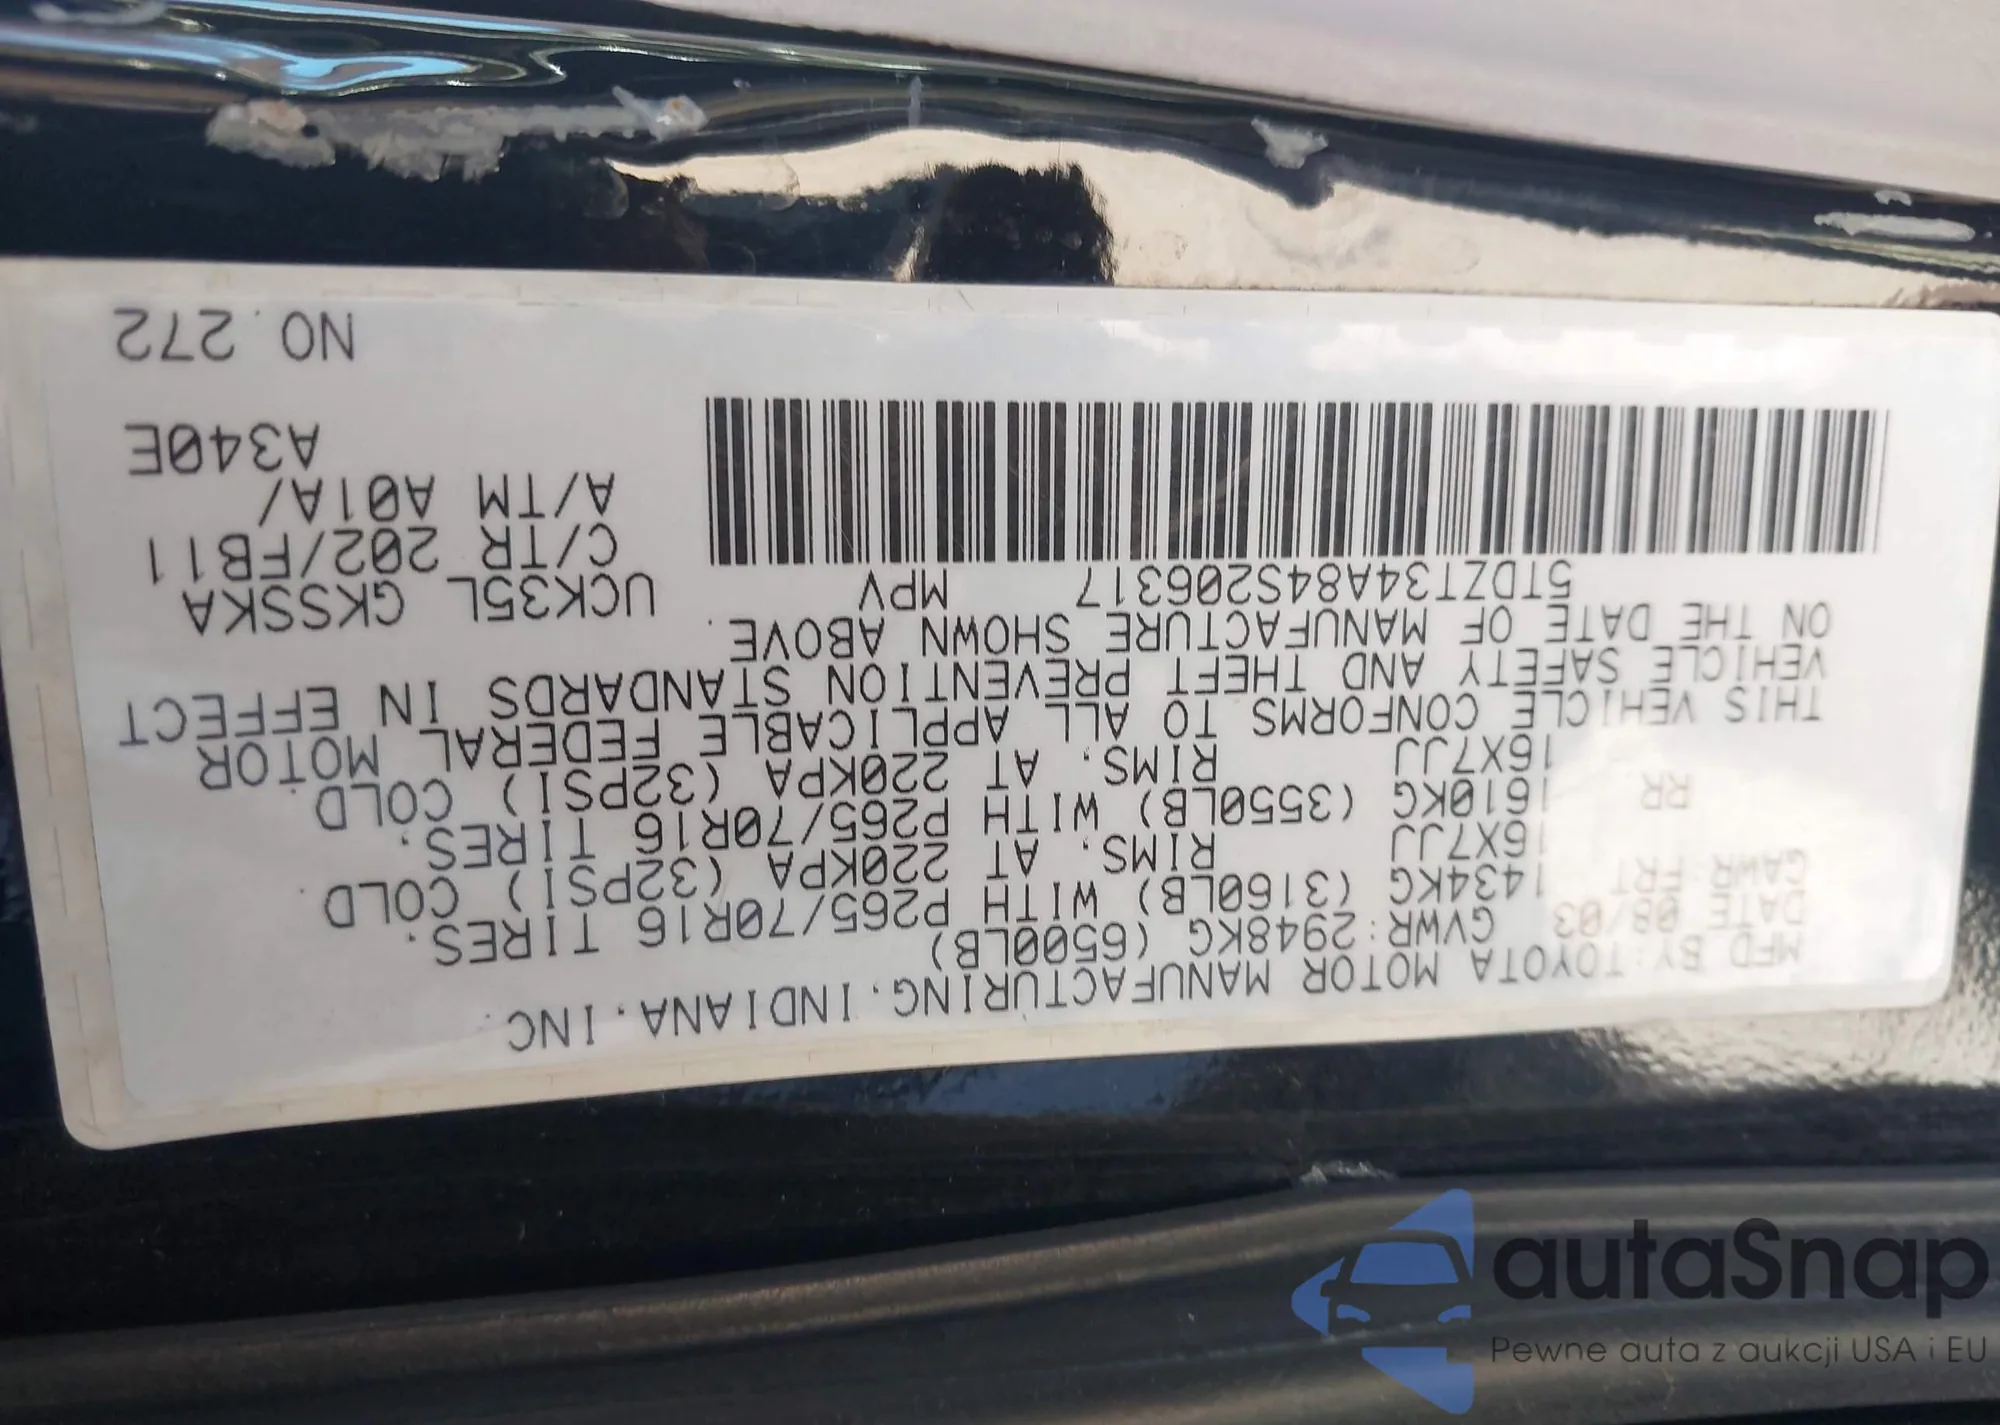 MFD BY: TOYOTA MOTOR MANUFACTURING.INDIANA.INC.
DATE 08/03 GVWR:2948KG (6500LB)
GAWR:FRT 1434KG (3160LB) WITH P265/70R16 TIRES.
16X7JJ RIMS. AT 220KPA (32PSI) COLD.
RR 1610KG (3550LB) WITH P265/70R16 TIRES.
16X7JJ RIMS. AT 220KPA (32PSI) COLD
THIS VEHICLE CONFORMS TO ALL APPLICABLE FEDERAL MOTOR
VEHICLE SAFETY AND THEFT PREVENTION STANDARDS IN EFFECT
ON THE DATE OF MANUFACTURE SHOWN ABOVE.
5TDZT34A84S206317 MPV
UCK35L GKSSKA
C/TR 202/FB11
A/TM A01A/
A340E
NO.272
autaSnap
Pewne auta z aukcji USA i EU